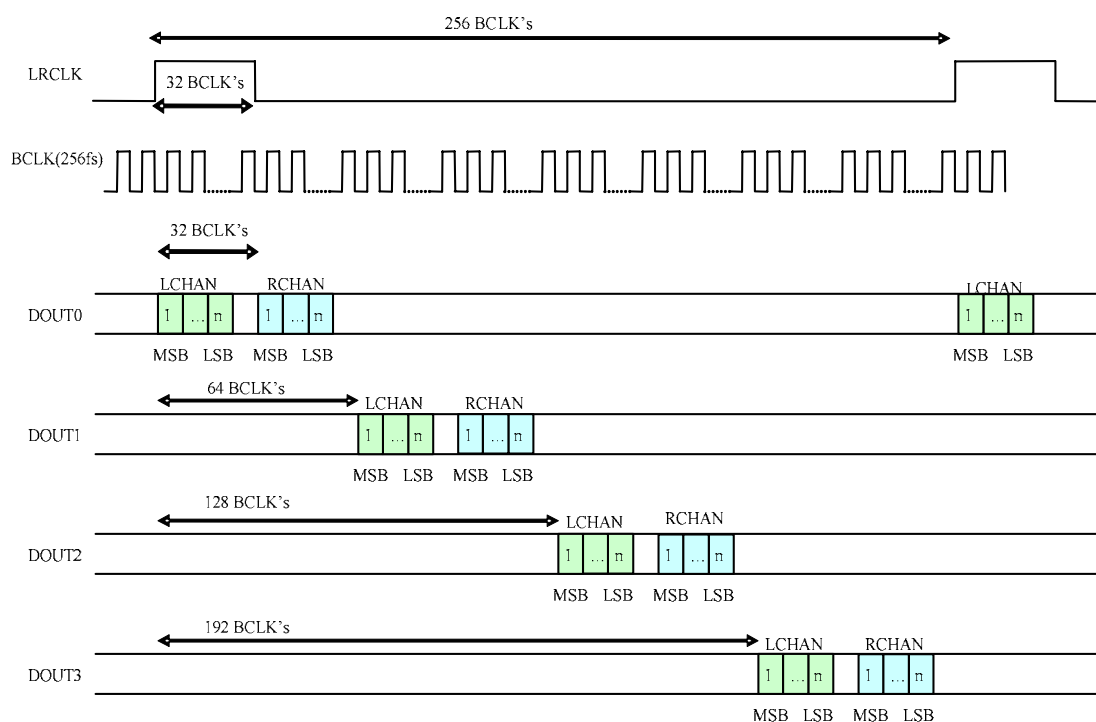 256 BCLK's
LRCLK
32 BCLK's
BCLK(256fs)
32 BCLK's
LCHAN RCHAN LCHAN
DOUT0 1 ... n 1 ... n 1 ... n
MSB LSB MSB LSB MSB LSB
64 BCLK's
LCHAN RCHAN
DOUT1 1 ... n 1 ... n
MSB LSB MSB LSB
128 BCLK's
LCHAN RCHAN
DOUT2 1 ... n 1 ... n
MSB LSB MSB LSB
192 BCLK's
LCHAN RCHAN
DOUT3 1 ... n 1 ... n
MSB LSB MSB LSB